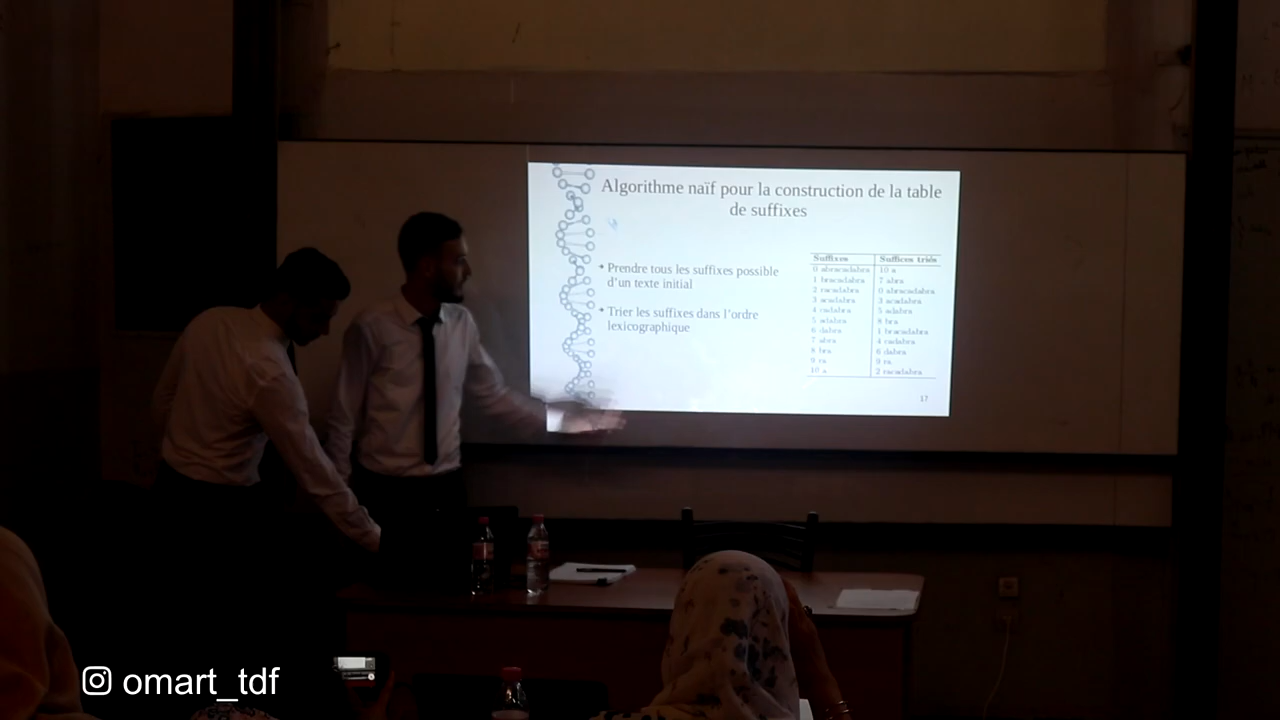 Algorithme naïf pour la construction de la table
de suffixes
• Prendre tous les suffixes possible
d'un texte initial
• Trier les suffixes dans l'ordre
lexicographique
Suffixes Suffices triés
0 abracadabra 10 a
1 bracadabra 7 abra
2 racadabra 0 abracadabra
3 acadabra 3 acadabra
4 cadabra 5 adabra
5 adabra 8 bra
6 dabra 1 bracadabra
7 abra 4 cadabra
8 bra 6 dabra
9 ra 9 ra
10 a 2 racadabra
17
omart_tdf